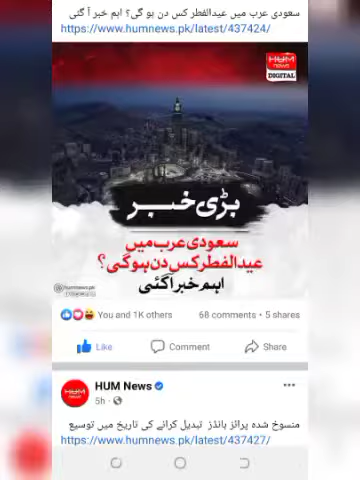 سعودی عرب میں عیدالفطر کس دن ہو گی؟ اہم خبر آ گئی
https://www.humnews.pk/latest/437424/
HUM
news
DIGITAL
بڑی خبر
سعودی عرب میں
عیدالفطر کس دن ہو گی؟
اہم خبر آ گئی
You and 1K others 68 comments • 5 shares
Like Comment Share
HUM News
5h
منسوخ شدہ پرائز بانڈز تبدیل کرانے کی تاریخ میں توسیع
https://www.humnews.pk/latest/437427/